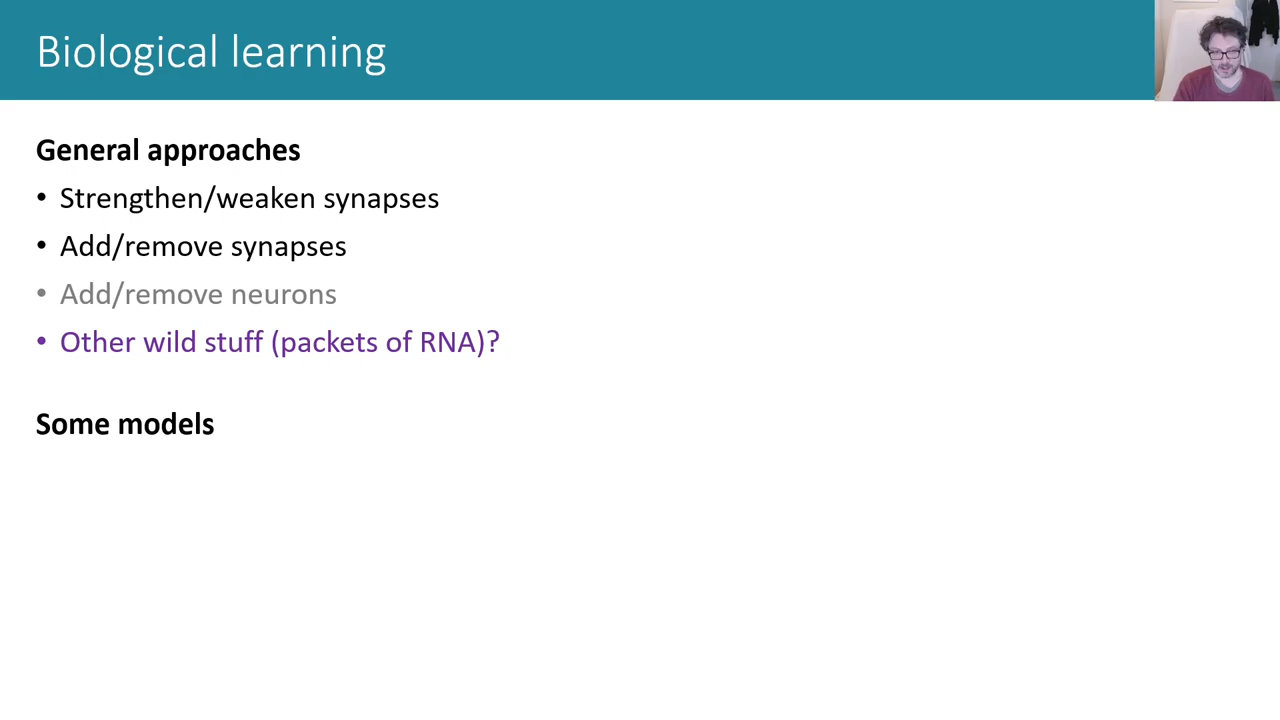 Biological learning
General approaches
• Strengthen/weaken synapses
• Add/remove synapses
• Add/remove neurons
• Other wild stuff (packets of RNA)?
Some models